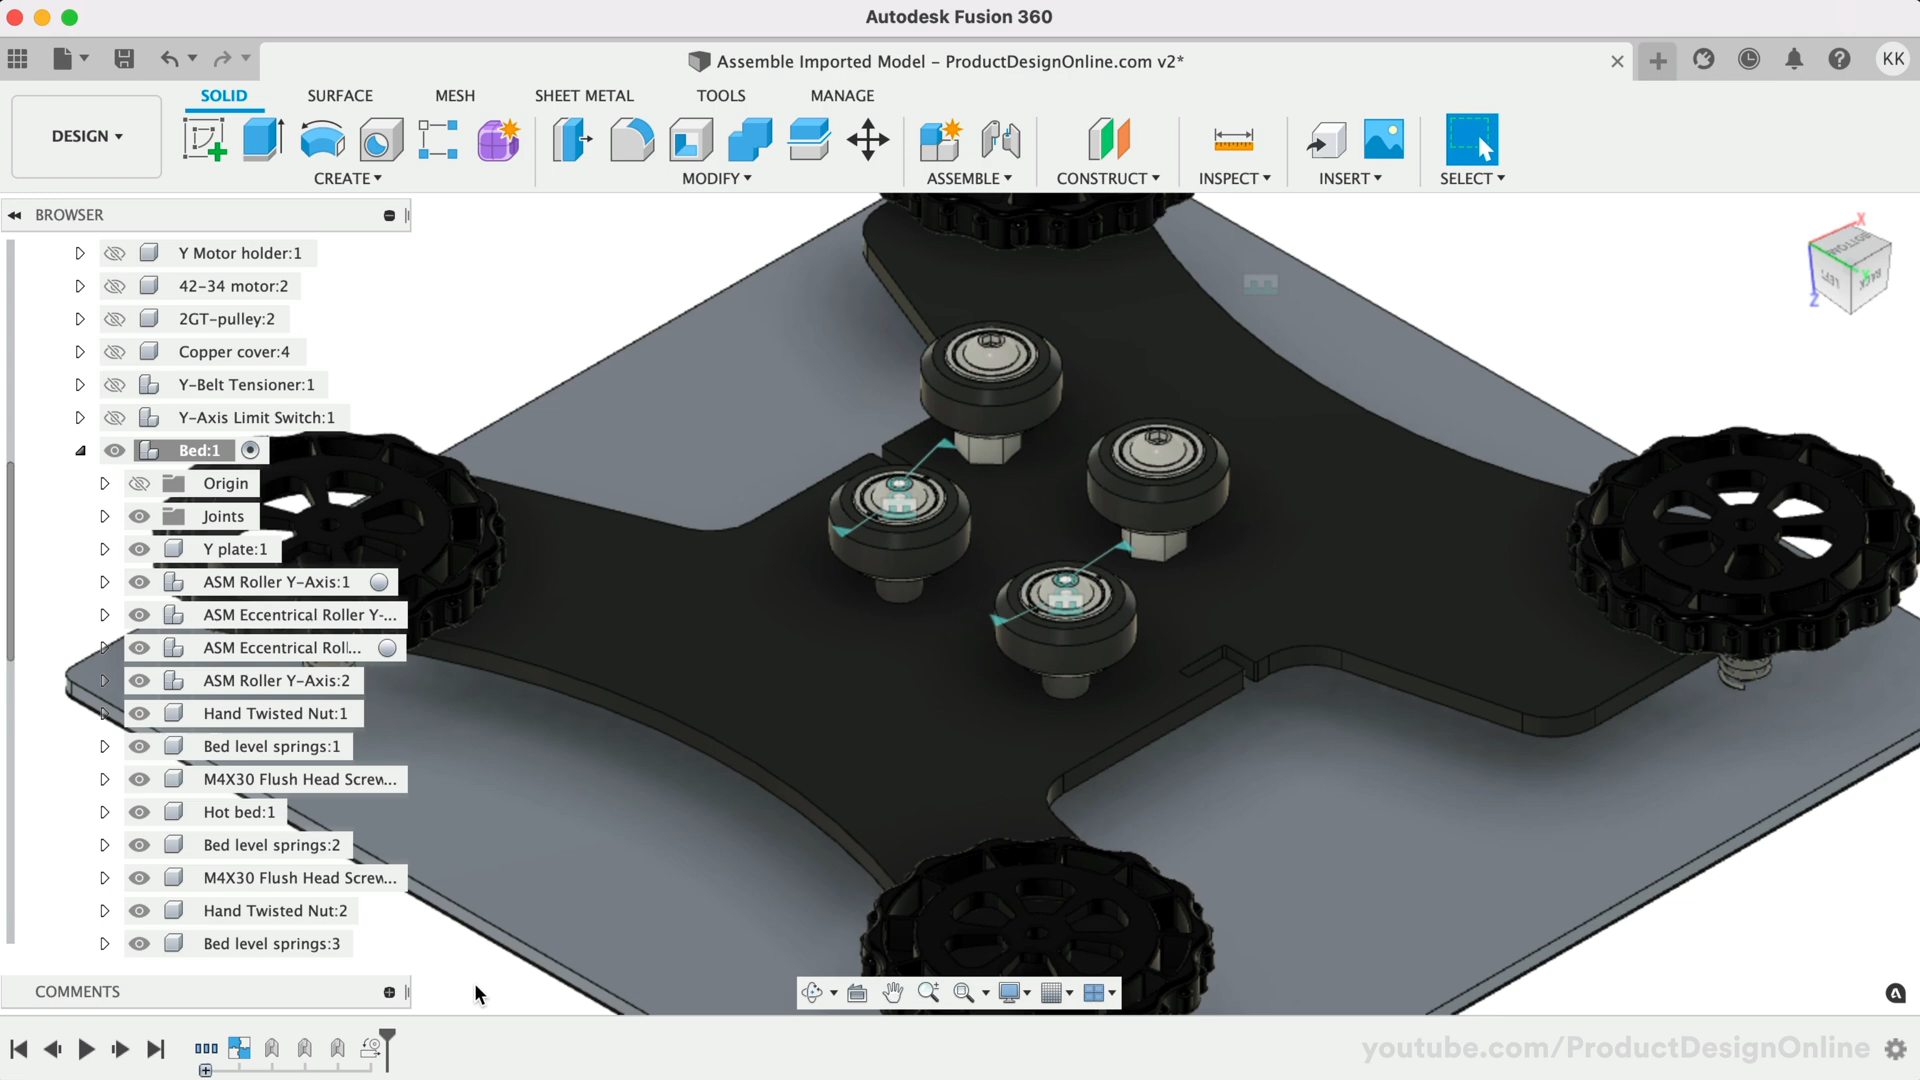 Autodesk Fusion 360
Assemble Imported Model – ProductDesignOnline.com v2*
KK
SOLID SURFACE MESH SHEET METAL TOOLS MANAGE
DESIGN
CREATE MODIFY ASSEMBLE CONSTRUCT INSPECT INSERT SELECT
BROWSER
Y Motor holder:1
42-34 motor:2
2GT-pulley:2
Copper cover:4
Y-Belt Tensioner:1
Y-Axis Limit Switch:1
Bed:1
Origin
Joints
Y plate:1
ASM Roller Y-Axis:1
ASM Eccentrical Roller Y-...
ASM Eccentrical Roll...
ASM Roller Y-Axis:2
Hand Twisted Nut:1
Bed level springs:1
M4X30 Flush Head Screw...
Hot bed:1
Bed level springs:2
M4X30 Flush Head Screw...
Hand Twisted Nut:2
Bed level springs:3
COMMENTS
X
BOTTOM
LEFT
BACK
Y
Z
youtube.com/ProductDesignOnline